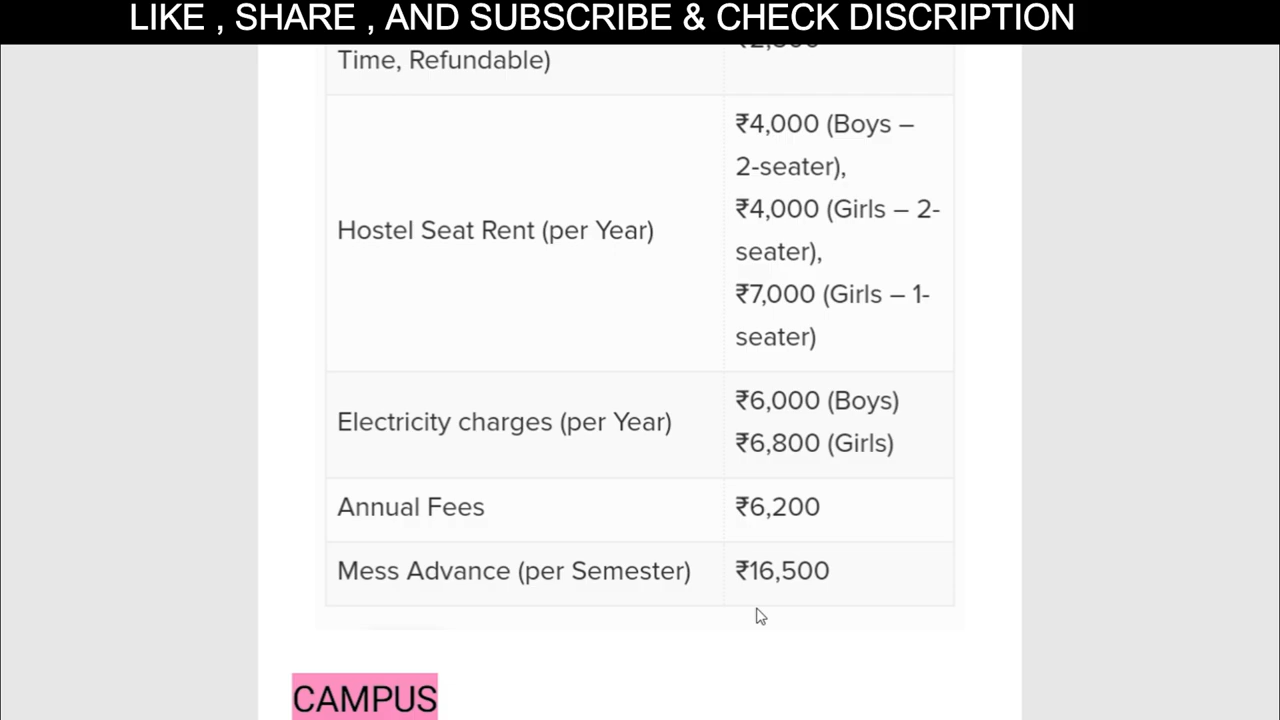 LIKE , SHARE , AND SUBSCRIBE & CHECK DISCRIPTION
Time, Refundable)
Hostel Seat Rent (per Year)
₹4,000 (Boys –
2-seater),
₹4,000 (Girls – 2-
seater),
₹7,000 (Girls – 1-
seater)
Electricity charges (per Year)
₹6,000 (Boys)
₹6,800 (Girls)
Annual Fees
₹6,200
Mess Advance (per Semester)
₹16,500
CAMPUS